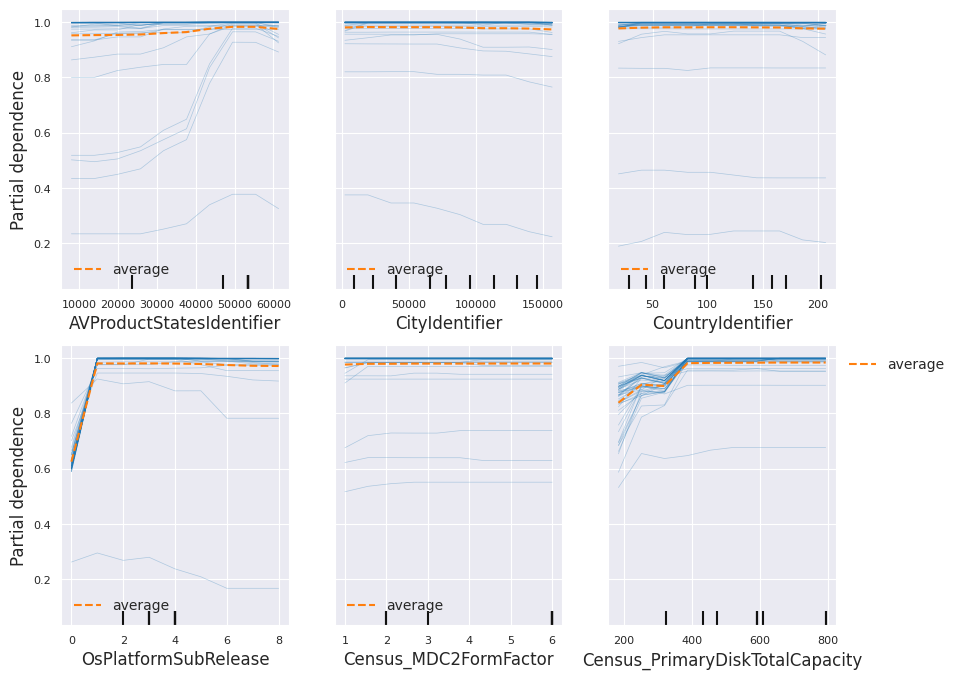 Partial dependence
1.0
0.8
0.6
0.4
0.2
average
10000 20000 30000 40000 50000 60000
AVProductStatesIdentifier
average
0 50000 100000 150000
CityIdentifier
average
50 100 150 200
CountryIdentifier
Partial dependence
1.0
0.8
0.6
0.4
0.2
average
0 2 4 6 8
OsPlatformSubRelease
average
1 2 3 4 5 6
Census_MDC2FormFactor
200 400 600 800
Census_PrimaryDiskTotalCapacity
average